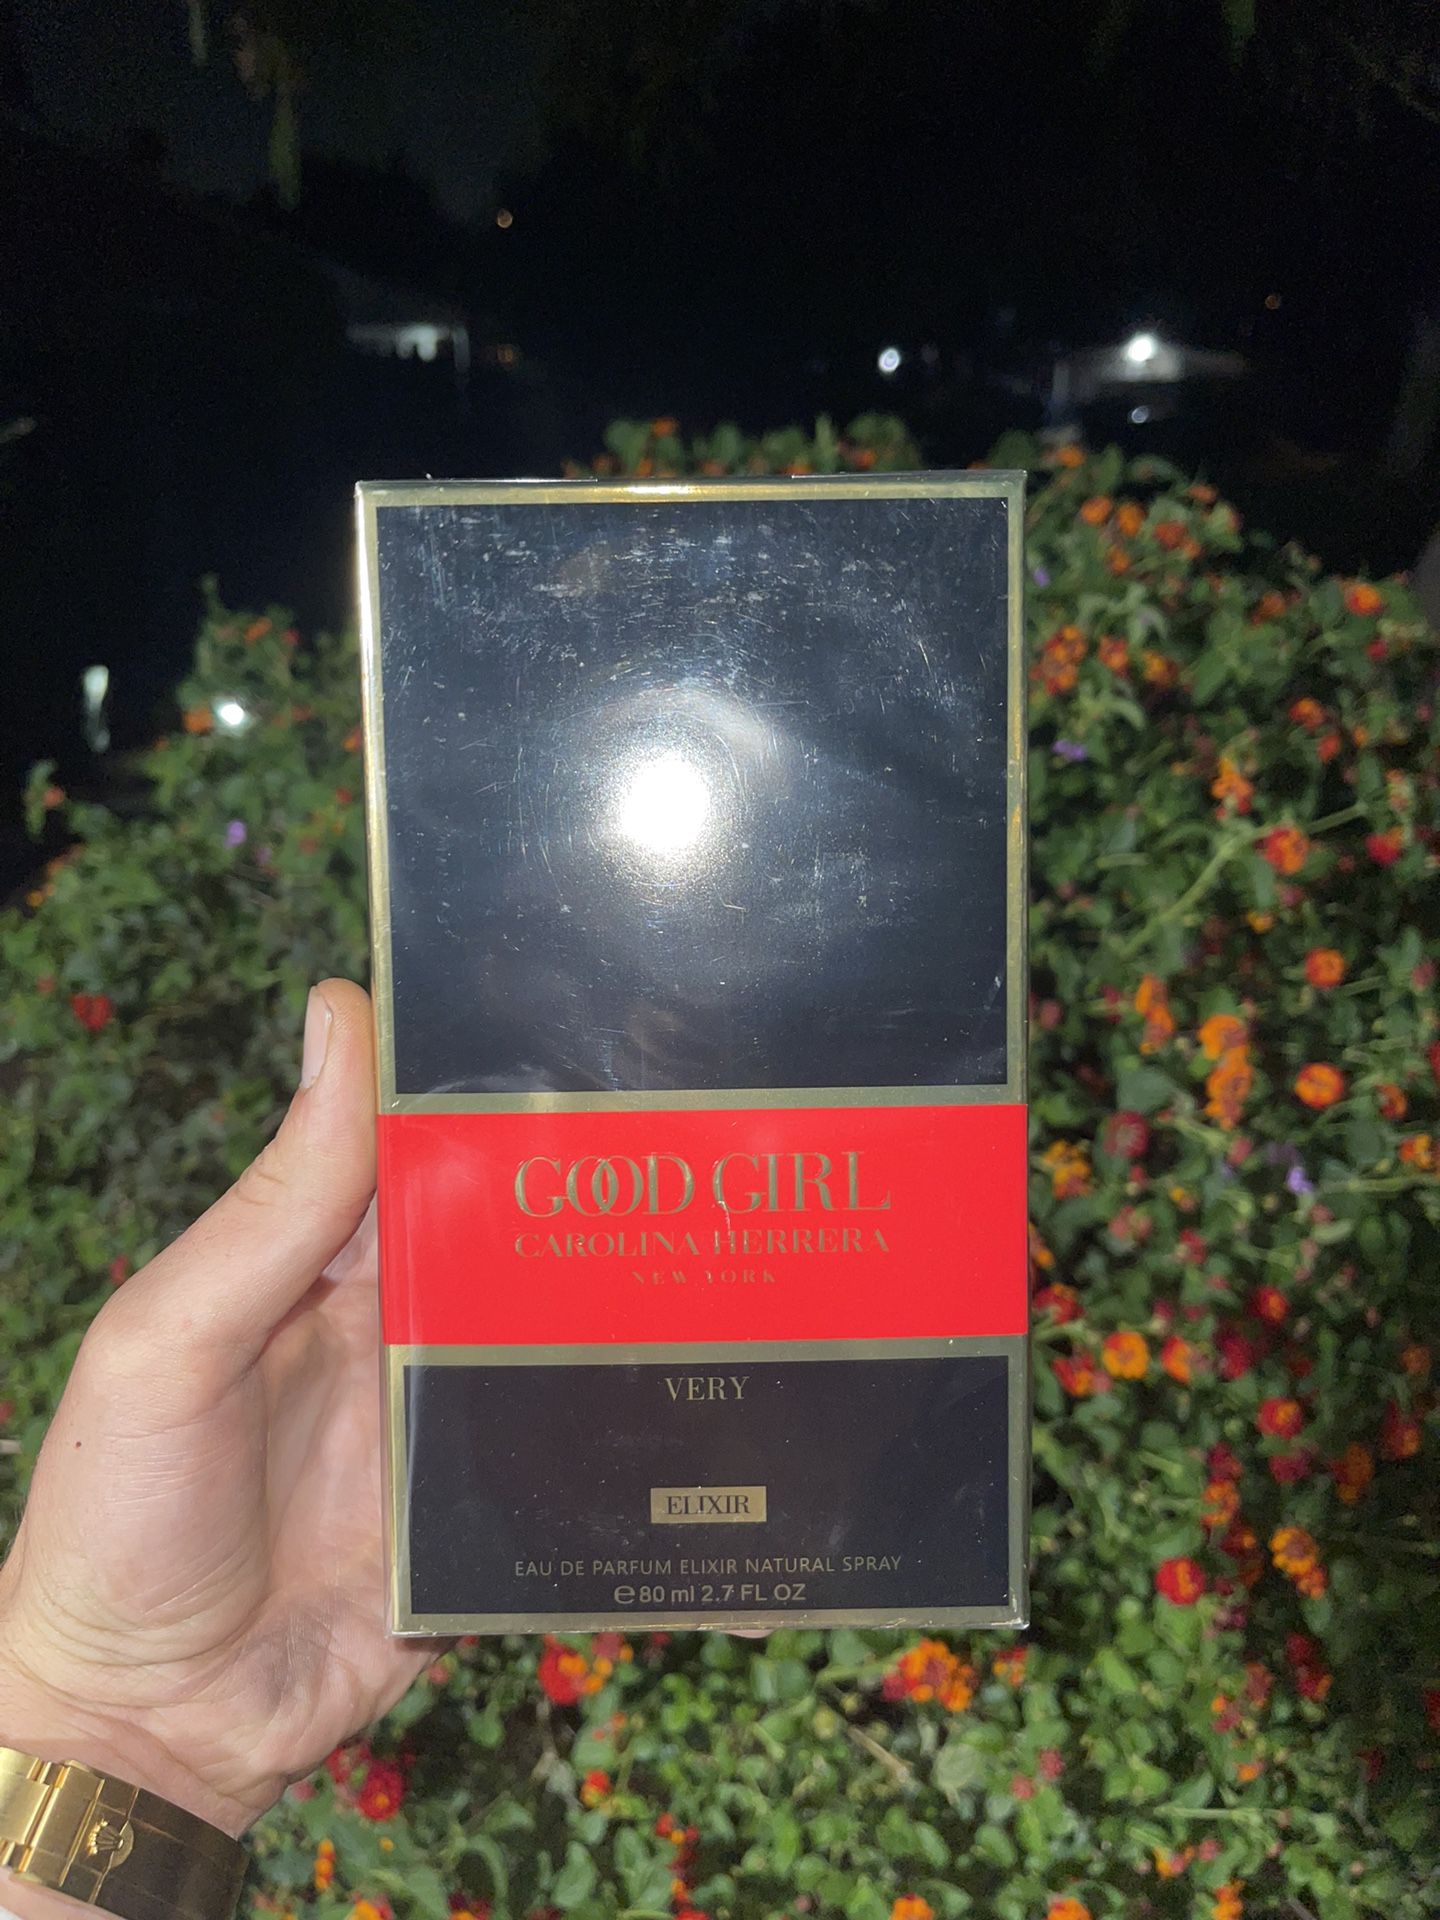 GOOD GIRL
CAROLINA HERRERA
NEW YORK
VERY
ELIXIR
EAU DE PARFUM ELIXIR NATURAL SPRAY
℮80 ml 2.7 FL OZ